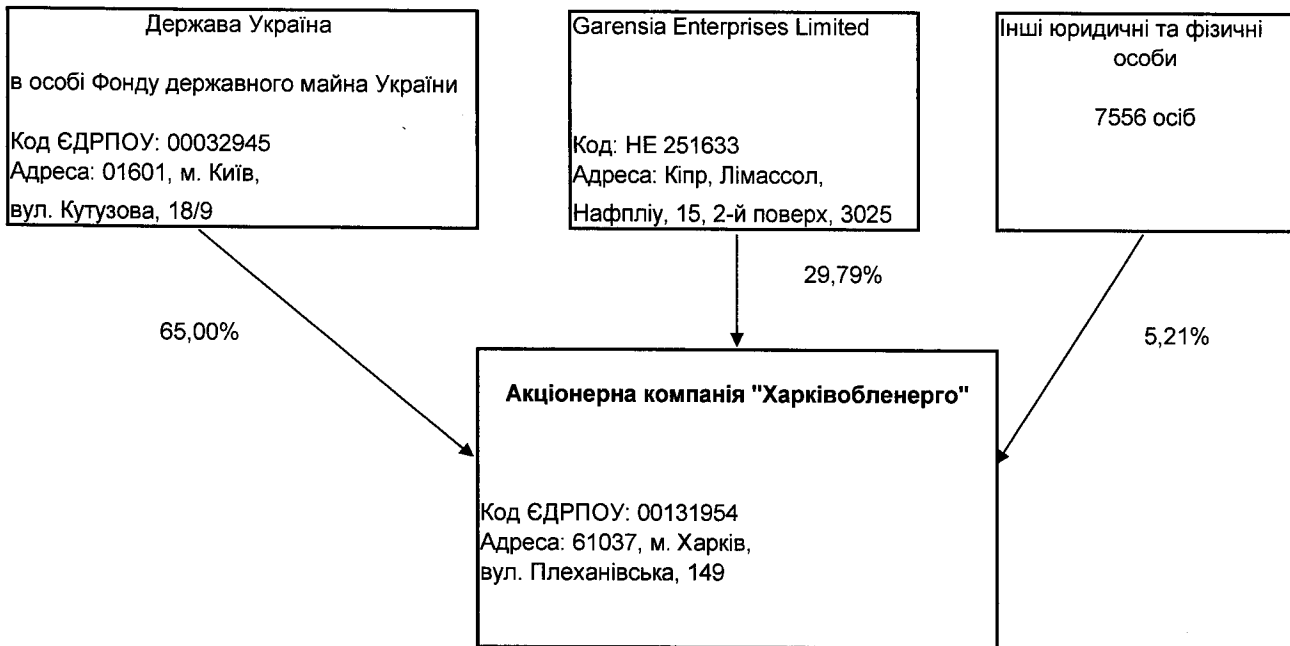 Держава Україна
в особі Фонду державного майна України
Код ЄДРПОУ: 00032945
Адреса: 01601, м. Київ,
вул. Кутузова, 18/9
Garensia Enterprises Limited
Код: НЕ 251633
Адреса: Кіпр, Лімассол,
Нафпліу, 15, 2-й поверх, 3025
Інші юридичні та фізичні
особи
7556 осіб
65,00%
29,79%
5,21%
Акціонерна компанія "Харківобленерго"
Код ЄДРПОУ: 00131954
Адреса: 61037, м. Харків,
вул. Плеханівська, 149